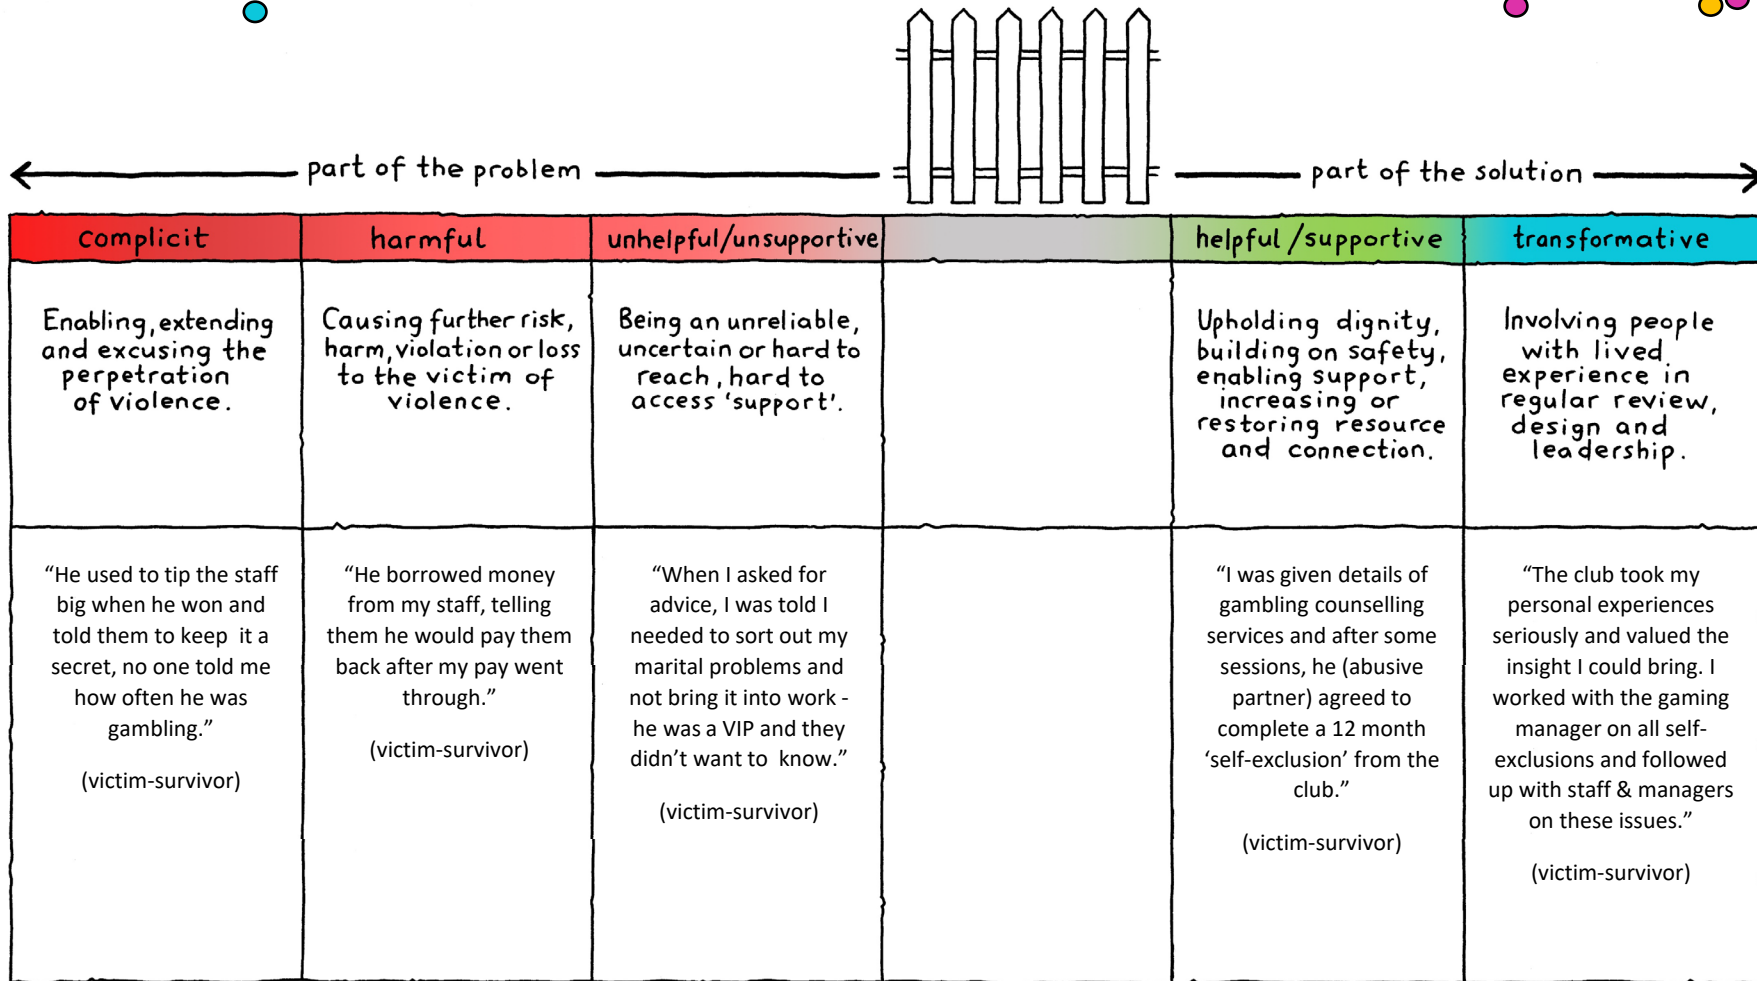 part of the problem
part of the solution
complicit
harmful
unhelpful/unsupportive
helpful/supportive
transformative
Enabling, extending
and excusing the
perpetration
of violence.
Causing further risk,
harm, violation or loss
to the victim of
violence.
Being an unreliable,
uncertain or hard to
reach, hard to
access 'support'.
Upholding dignity,
building on safety,
enabling support,
increasing or
restoring resource
and connection.
Involving people
with lived
experience in
regular review,
design and
leadership.
“He used to tip the staff
big when he won and
told them to keep it a
secret, no one told me
how often he was
gambling.”
(victim-survivor)
“He borrowed money
from my staff, telling
them he would pay them
back after my pay went
through.”
(victim-survivor)
“When I asked for
advice, I was told I
needed to sort out my
marital problems and
not bring it into work -
he was a VIP and they
didn’t want to know.”
(victim-survivor)
“I was given details of
gambling counselling
services and after some
sessions, he (abusive
partner) agreed to
complete a 12 month
‘self-exclusion’ from the
club.”
(victim-survivor)
“The club took my
personal experiences
seriously and valued the
insight I could bring. I
worked with the gaming
manager on all self-
exclusions and followed
up with staff & managers
on these issues.”
(victim-survivor)